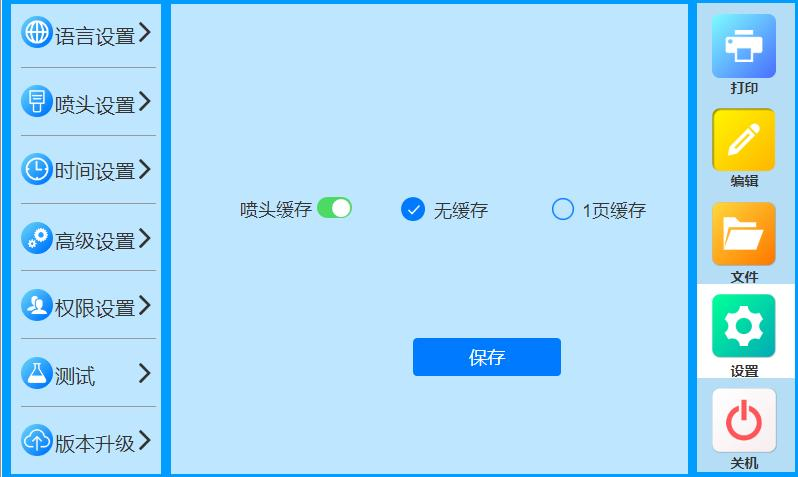 语言设置
喷头设置
时间设置
高级设置
权限设置
测试
版本升级
喷头缓存
无缓存
1页缓存
保存
打印
编辑
文件
设置
关机